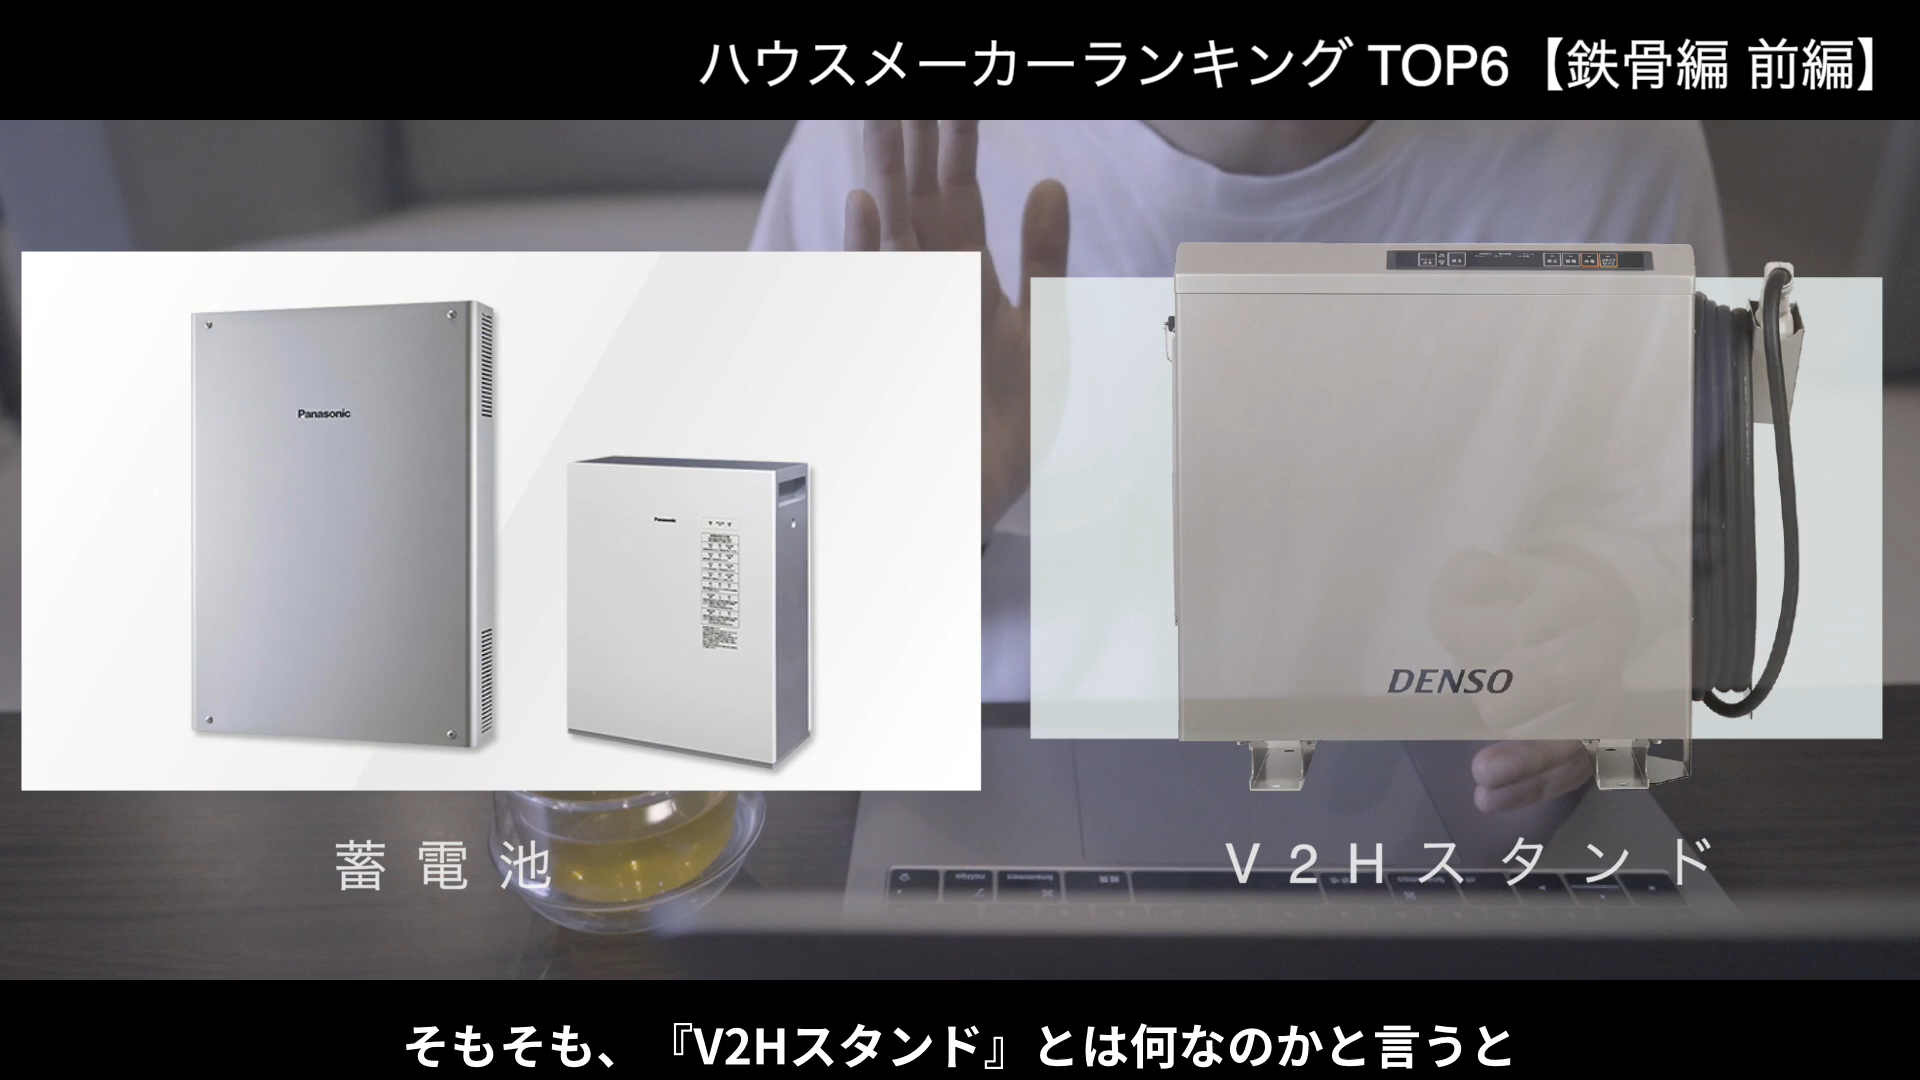 ハウスメーカーランキング TOP6【鉄骨編 前編】
Panasonic
Panasonic
DENSO
蓄電池
V2Hスタンド
そもそも、『V2Hスタンド』とは何なのかと言うと